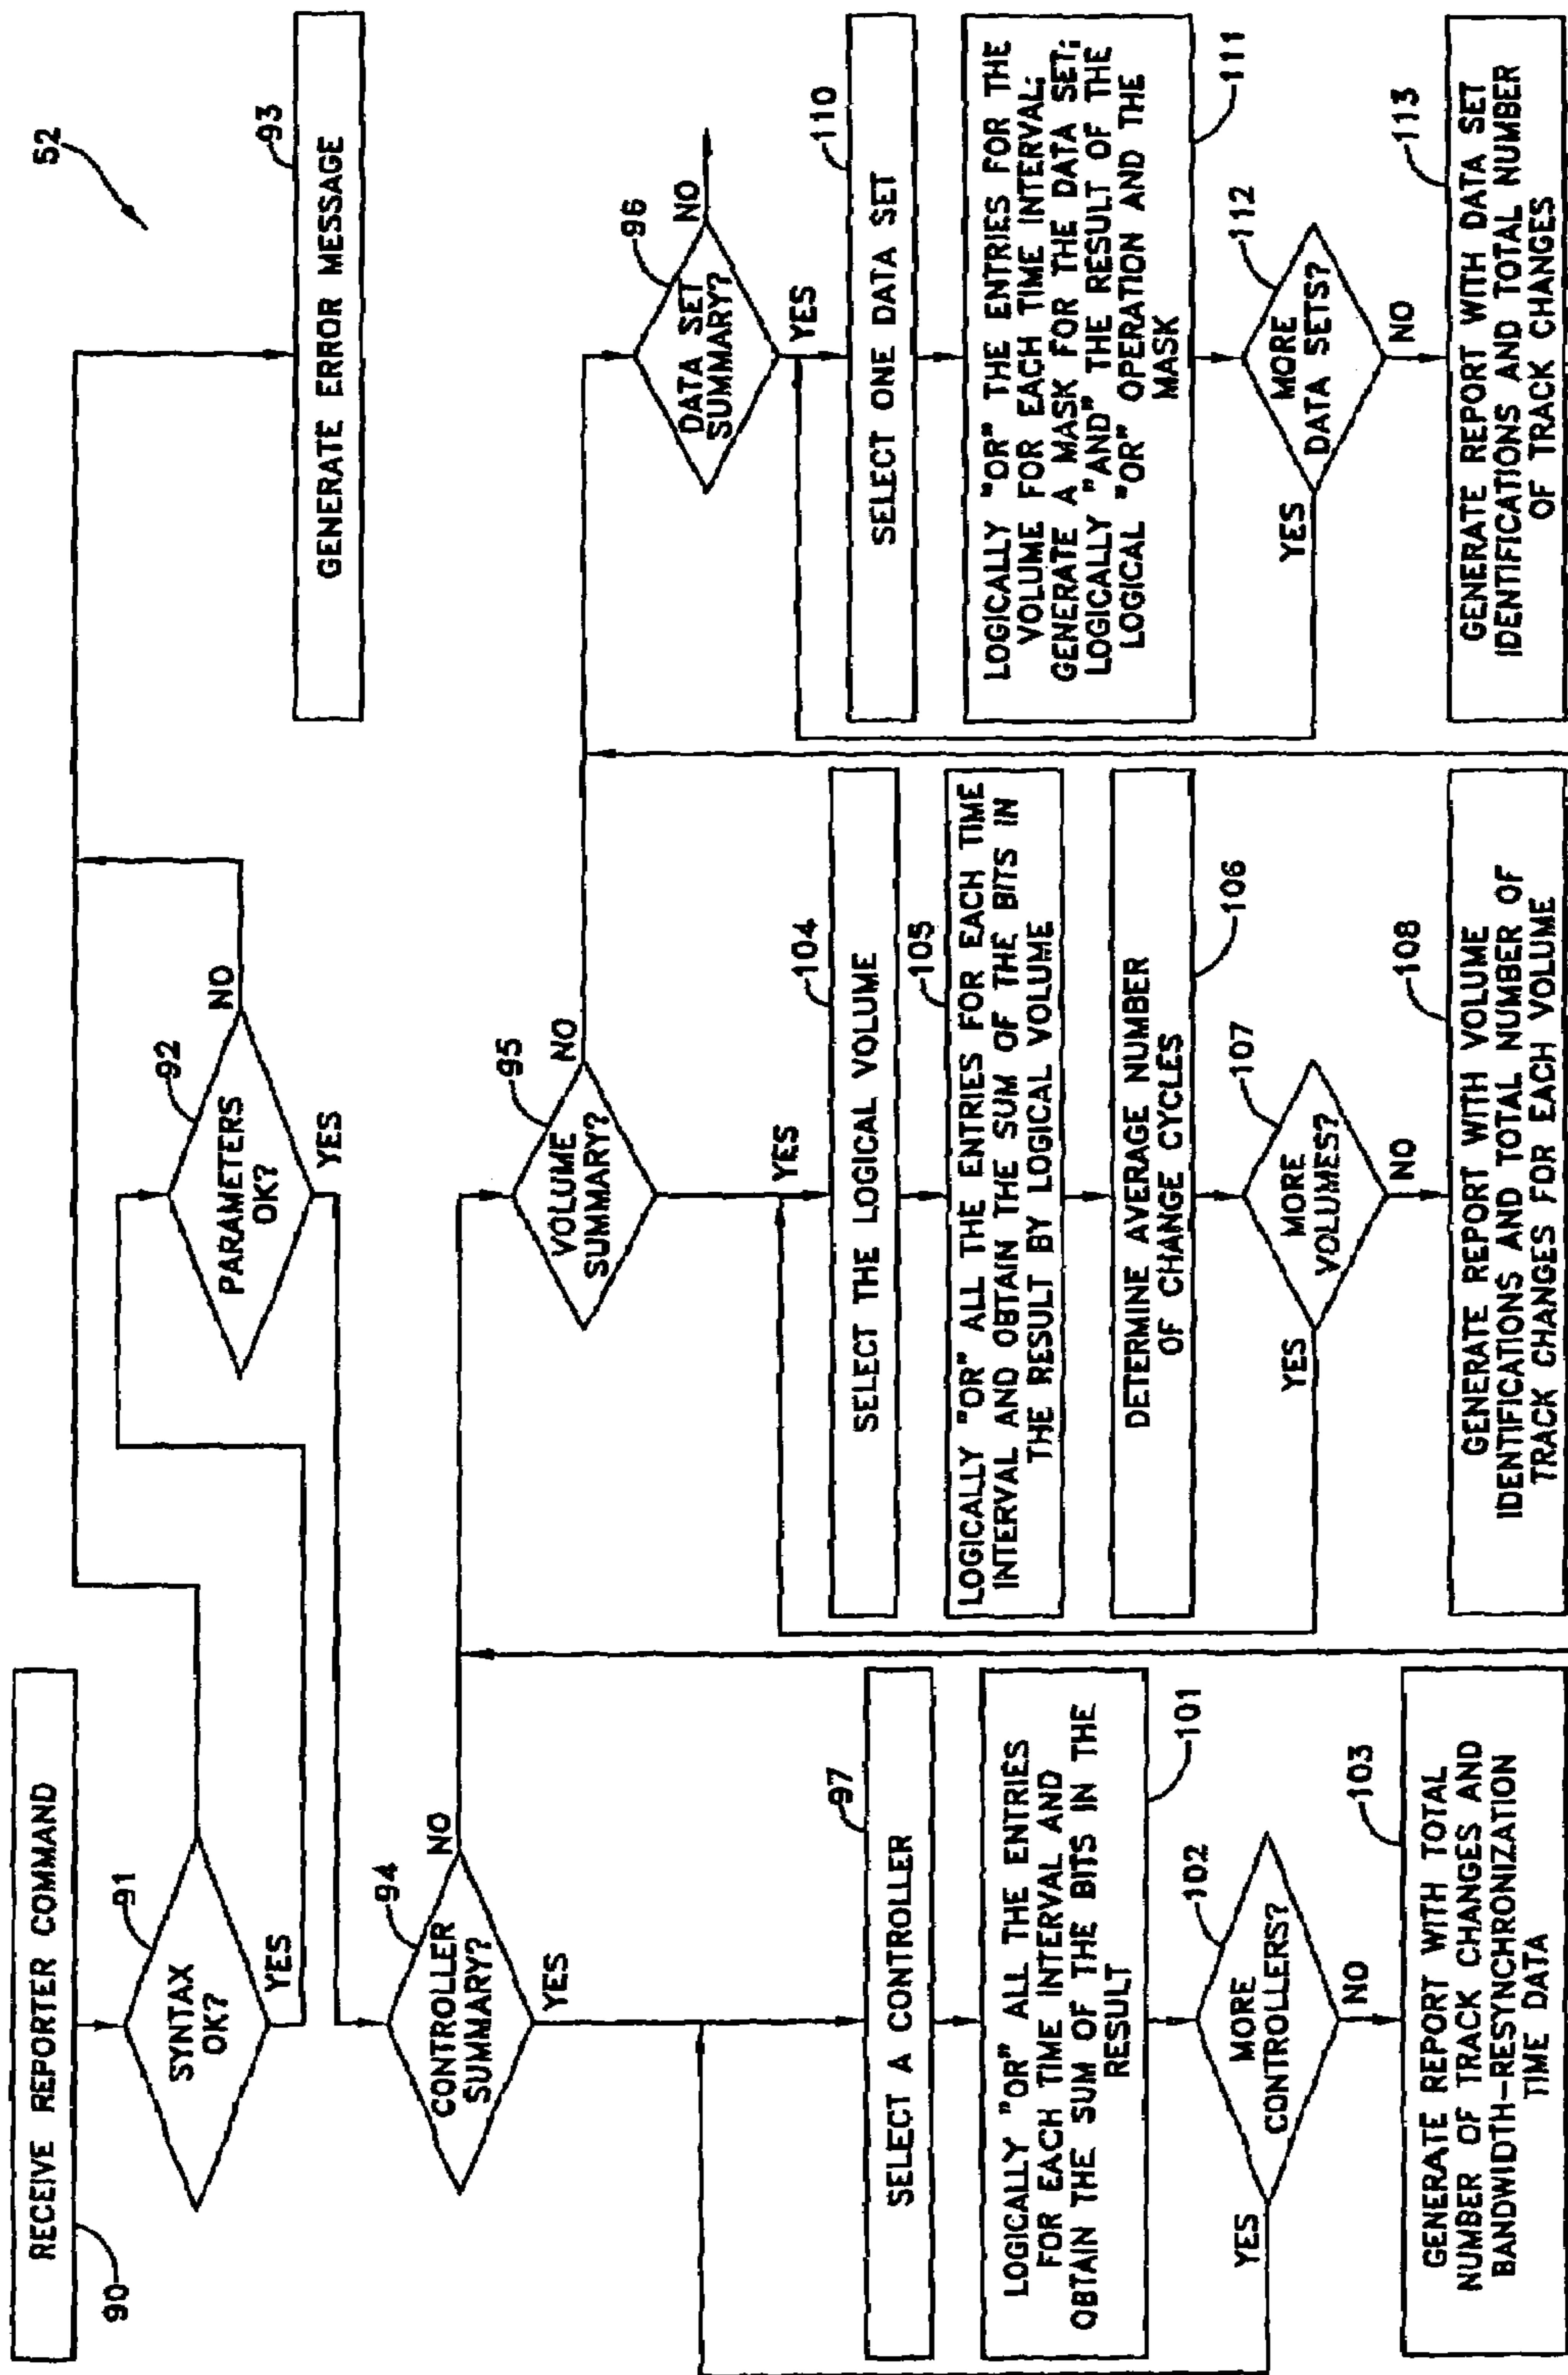 52
RECEIVE REPORTER COMMAND
90
SYNTAX
OK?
91
YES
PARAMETERS
OK?
92
NO
YES
GENERATE ERROR MESSAGE
93
CONTROLLER
SUMMARY?
94
NO
YES
SELECT A CONTROLLER
97
LOGICALLY "OR" ALL THE ENTRIES
FOR EACH TIME INTERVAL AND
OBTAIN THE SUM OF THE BITS IN THE
RESULT
101
MORE
CONTROLLERS?
102
YES
NO
GENERATE REPORT WITH TOTAL
NUMBER OF TRACK CHANGES AND
BANDWIDTH-RESYNCHRONIZATION
TIME DATA
103
VOLUME
SUMMARY?
95
NO
YES
SELECT THE LOGICAL VOLUME
104
LOGICALLY "OR" ALL THE ENTRIES FOR EACH TIME
INTERVAL AND OBTAIN THE SUM OF THE BITS IN
THE RESULT BY LOGICAL VOLUME
105
DETERMINE AVERAGE NUMBER
OF CHANGE CYCLES
106
MORE
VOLUMES?
107
YES
NO
GENERATE REPORT WITH VOLUME
IDENTIFICATIONS AND TOTAL NUMBER OF
TRACK CHANGES FOR EACH VOLUME
108
DATA SET
SUMMARY?
96
NO
YES
SELECT ONE DATA SET
110
LOGICALLY "OR" THE ENTRIES FOR THE
VOLUME FOR EACH TIME INTERVAL;
GENERATE A MASK FOR THE DATA SET;
LOGICALLY "AND" THE RESULT OF THE
LOGICAL "OR" OPERATION AND THE
MASK
111
MORE
DATA SETS?
112
YES
NO
GENERATE REPORT WITH DATA SET
IDENTIFICATIONS AND TOTAL NUMBER
OF TRACK CHANGES
113